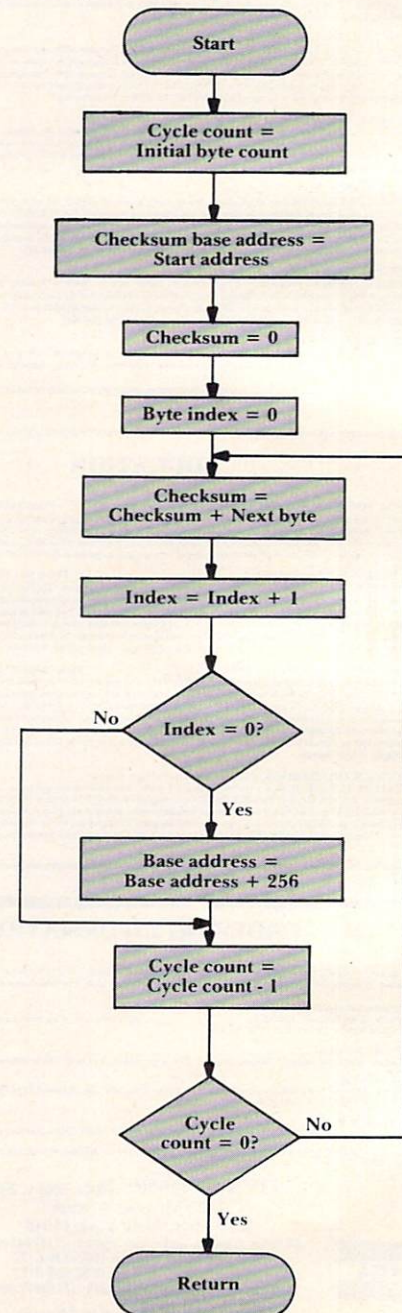 Start
Cycle count =
Initial byte count
Checksum base address =
Start address
Checksum = 0
Byte index = 0
Checksum =
Checksum + Next byte
Index = Index + 1
No
Index = 0?
Yes
Base address =
Base address + 256
Cycle count =
Cycle count - 1
Cycle
count = 0?
No
Yes
Return